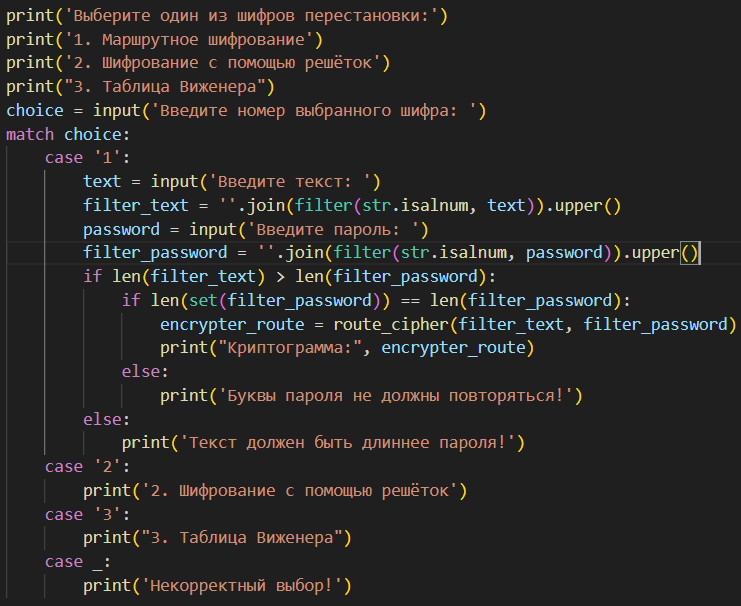 print('Выберите один из шифров перестановки:')
print('1. Маршрутное шифрование')
print('2. Шифрование с помощью решёток')
print("3. Таблица Виженера")
choice = input('Введите номер выбранного шифра: ')
match choice:
    case '1':
        text = input('Введите текст: ')
        filter_text = ''.join(filter(str.isalnum, text)).upper()
        password = input('Введите пароль: ')
        filter_password = ''.join(filter(str.isalnum, password)).upper()
        if len(filter_text) > len(filter_password):
            if len(set(filter_password)) == len(filter_password):
                encrypter_route = route_cipher(filter_text, filter_password)
                print("Криптограмма:", encrypter_route)
            else:
                print('Буквы пароля не должны повторяться!')
        else:
            print('Текст должен быть длиннее пароля!')
    case '2':
        print('2. Шифрование с помощью решёток')
    case '3':
        print("3. Таблица Виженера")
    case _:
        print('Некорректный выбор!')